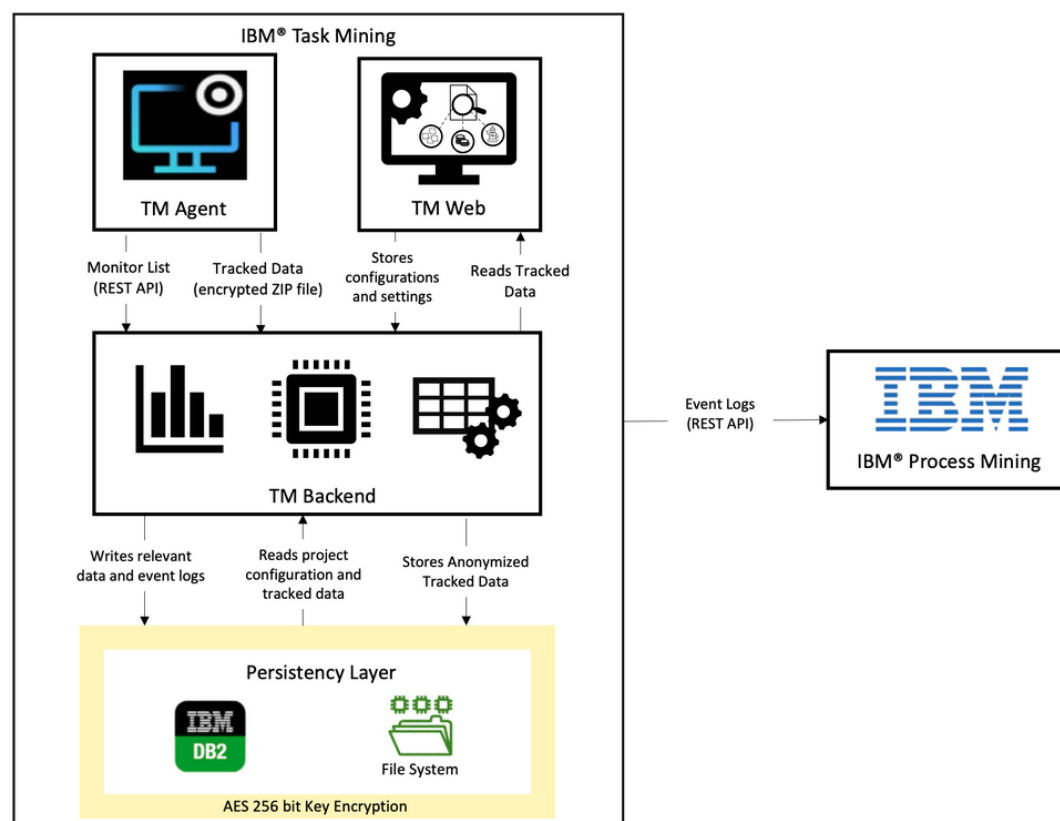 IBM® Task Mining
TM Agent
TM Web
Monitor List
(REST API)
Tracked Data
(encrypted ZIP file)
Stores
configurations
and settings
Reads Tracked
Data
TM Backend
Event Logs
(REST API)
IBM
IBM® Process Mining
Writes relevant
data and event logs
Reads project
configuration and
tracked data
Stores Anonymized
Tracked Data
Persistency Layer
IBM
DB2
File System
AES 256 bit Key Encryption